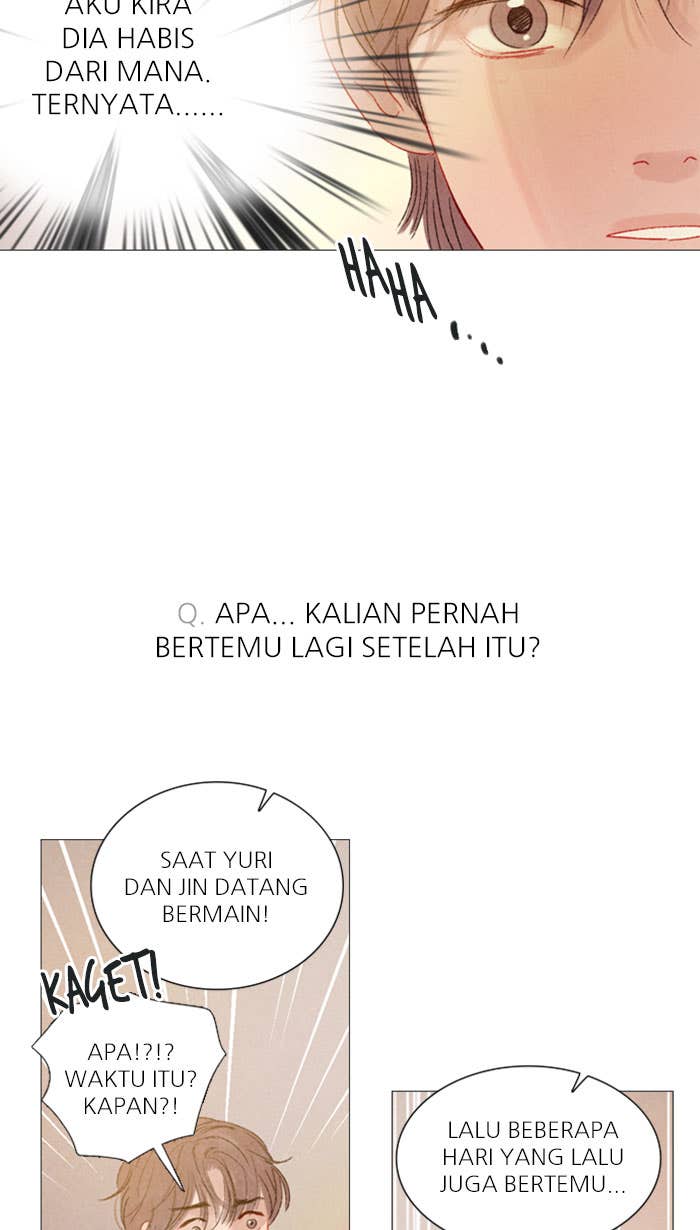 AKU KIRA
DIA HABIS
DARI MANA.
TERNYATA......
HAHA....
Q. APA... KALIAN PERNAH
BERTEMU LAGI SETELAH ITU?
SAAT YURI
DAN JIN DATANG
BERMAIN!
KAGET!
APA!?!?
WAKTU ITU?
KAPAN?!
LALU BEBERAPA
HARI YANG LALU
JUGA BERTEMU...